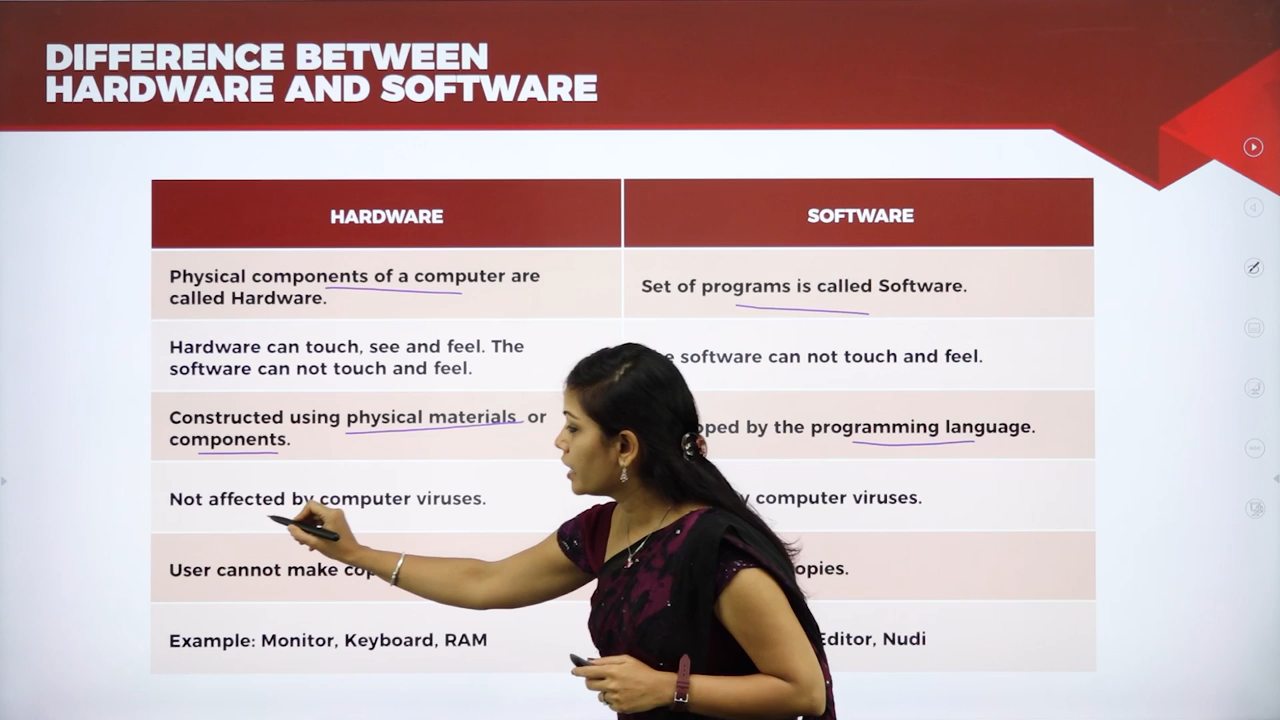 DIFFERENCE BETWEEN
HARDWARE AND SOFTWARE
HARDWARE
SOFTWARE
Physical components of a computer are
called Hardware.
Set of programs is called Software.
Hardware can touch, see and feel. The
software can not touch and feel.
software can not touch and feel.
Constructed using physical materials or
components.
by the programming language.
Not affected by computer viruses.
computer viruses.
User cannot make
Example: Monitor, Keyboard, RAM
Editor, Nudi